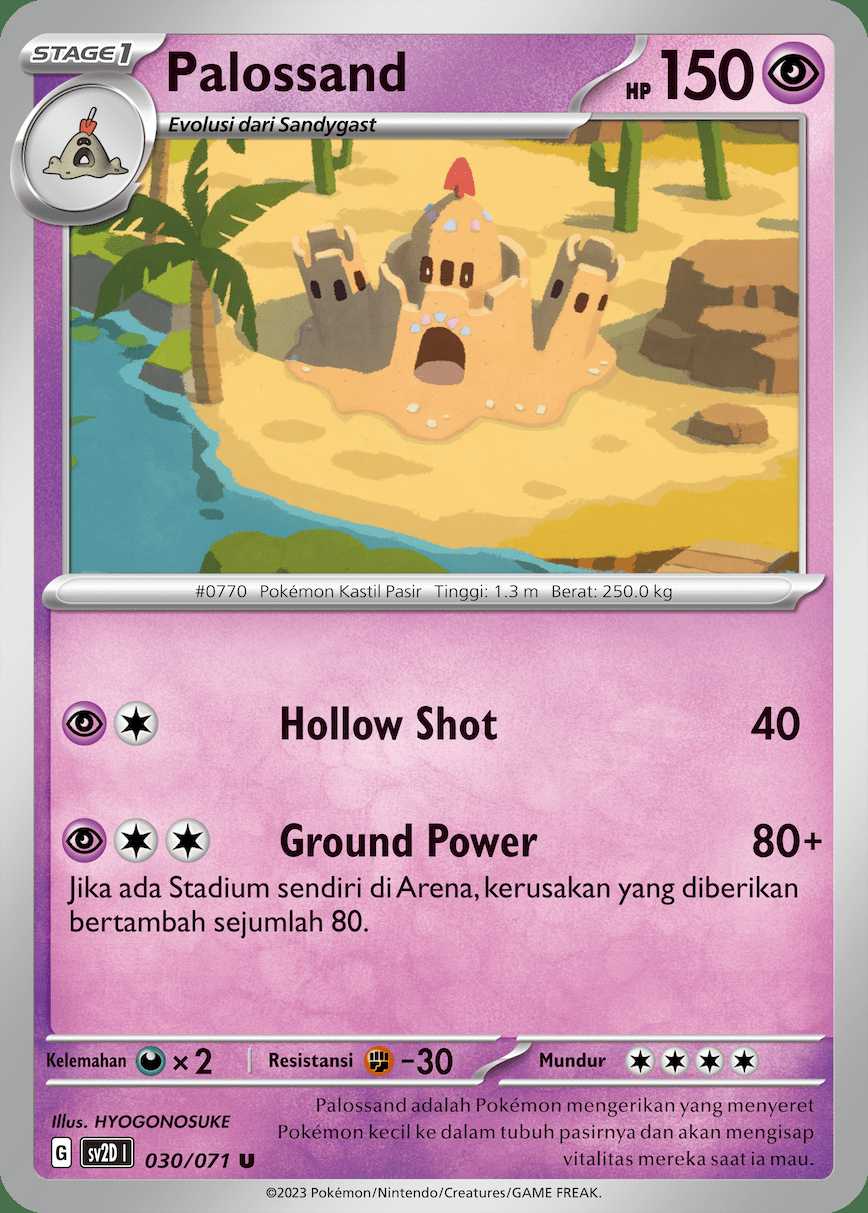 STAGE1
Palossand
HP 150
Evolusi dari Sandygast
#0770 Pokémon Kastil Pasir Tinggi: 1.3 m Berat: 250.0 kg
Hollow Shot 40
Ground Power 80+
Jika ada Stadium sendiri di Arena, kerusakan yang diberikan
bertambah sejumlah 80.
Kelemahan ×2 Resistansi -30 Mundur
Illus. HYOGONOSUKE
Palossand adalah Pokémon mengerikan yang menyeret
Pokémon kecil ke dalam tubuh pasirnya dan akan mengisap
vitalitas mereka saat ia mau.
G sv2D I 030/071 U
©2023 Pokémon/Nintendo/Creatures/GAME FREAK.